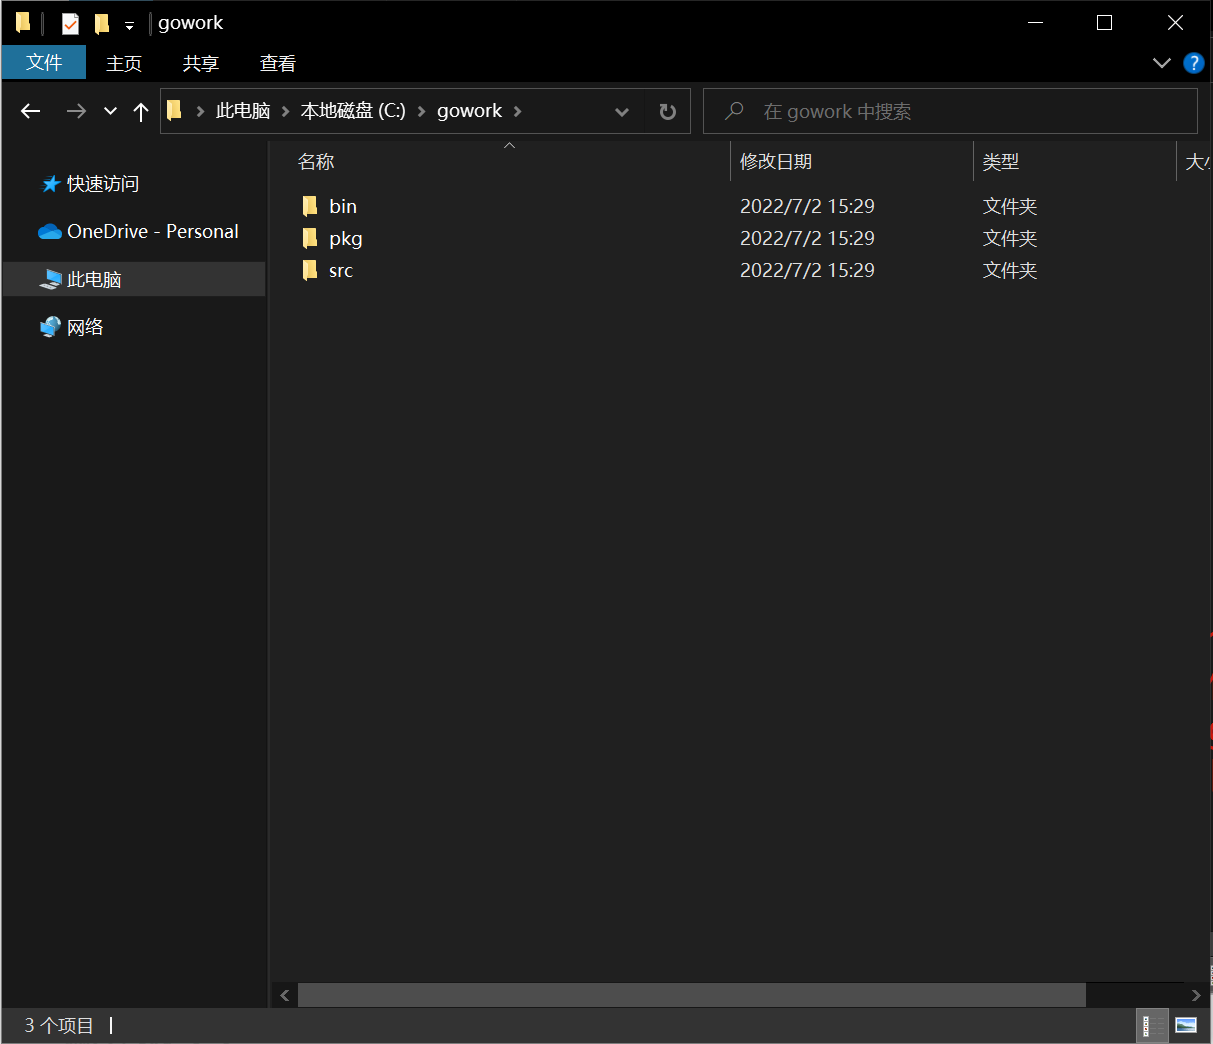 gowork
文件 主页 共享 查看
此电脑 本地磁盘 (C:) gowork 在 gowork 中搜索
名称 修改日期 类型
快速访问
OneDrive - Personal
此电脑
网络
bin 2022/7/2 15:29 文件夹
pkg 2022/7/2 15:29 文件夹
src 2022/7/2 15:29 文件夹
3 个项目